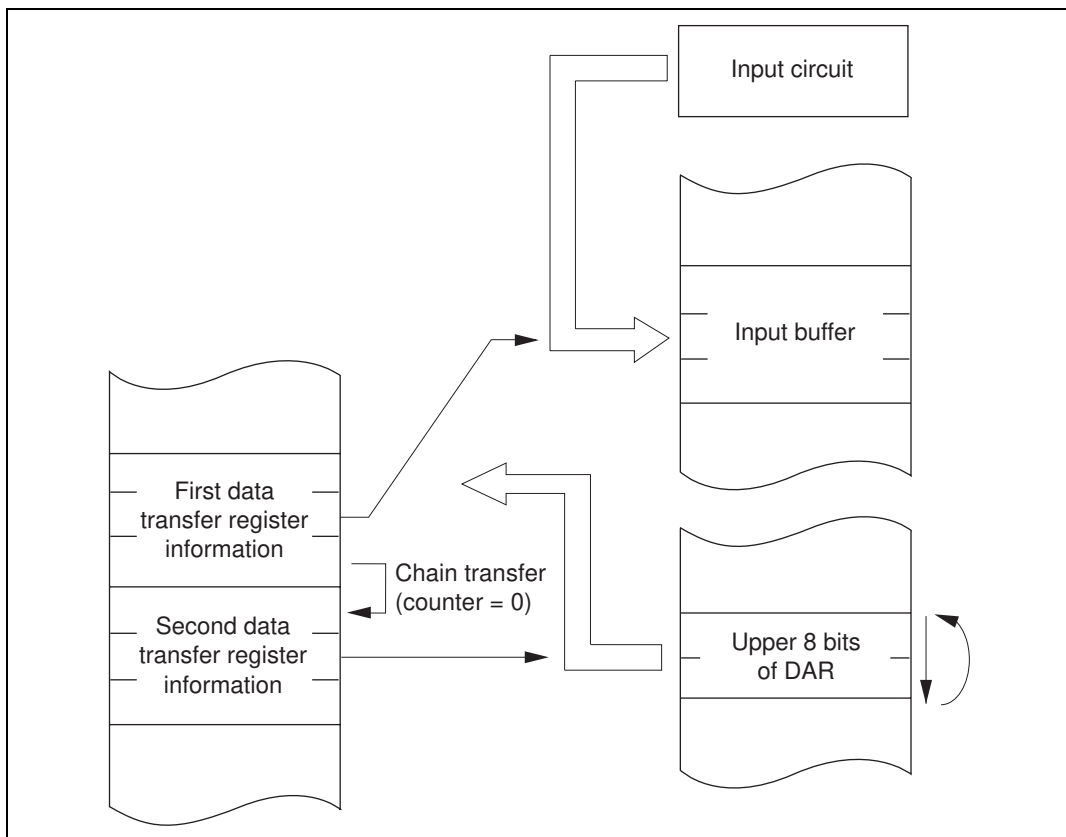 Input circuit
Input buffer
First data
transfer register
information
Chain transfer
(counter = 0)
Second data
transfer register
information
Upper 8 bits
of DAR